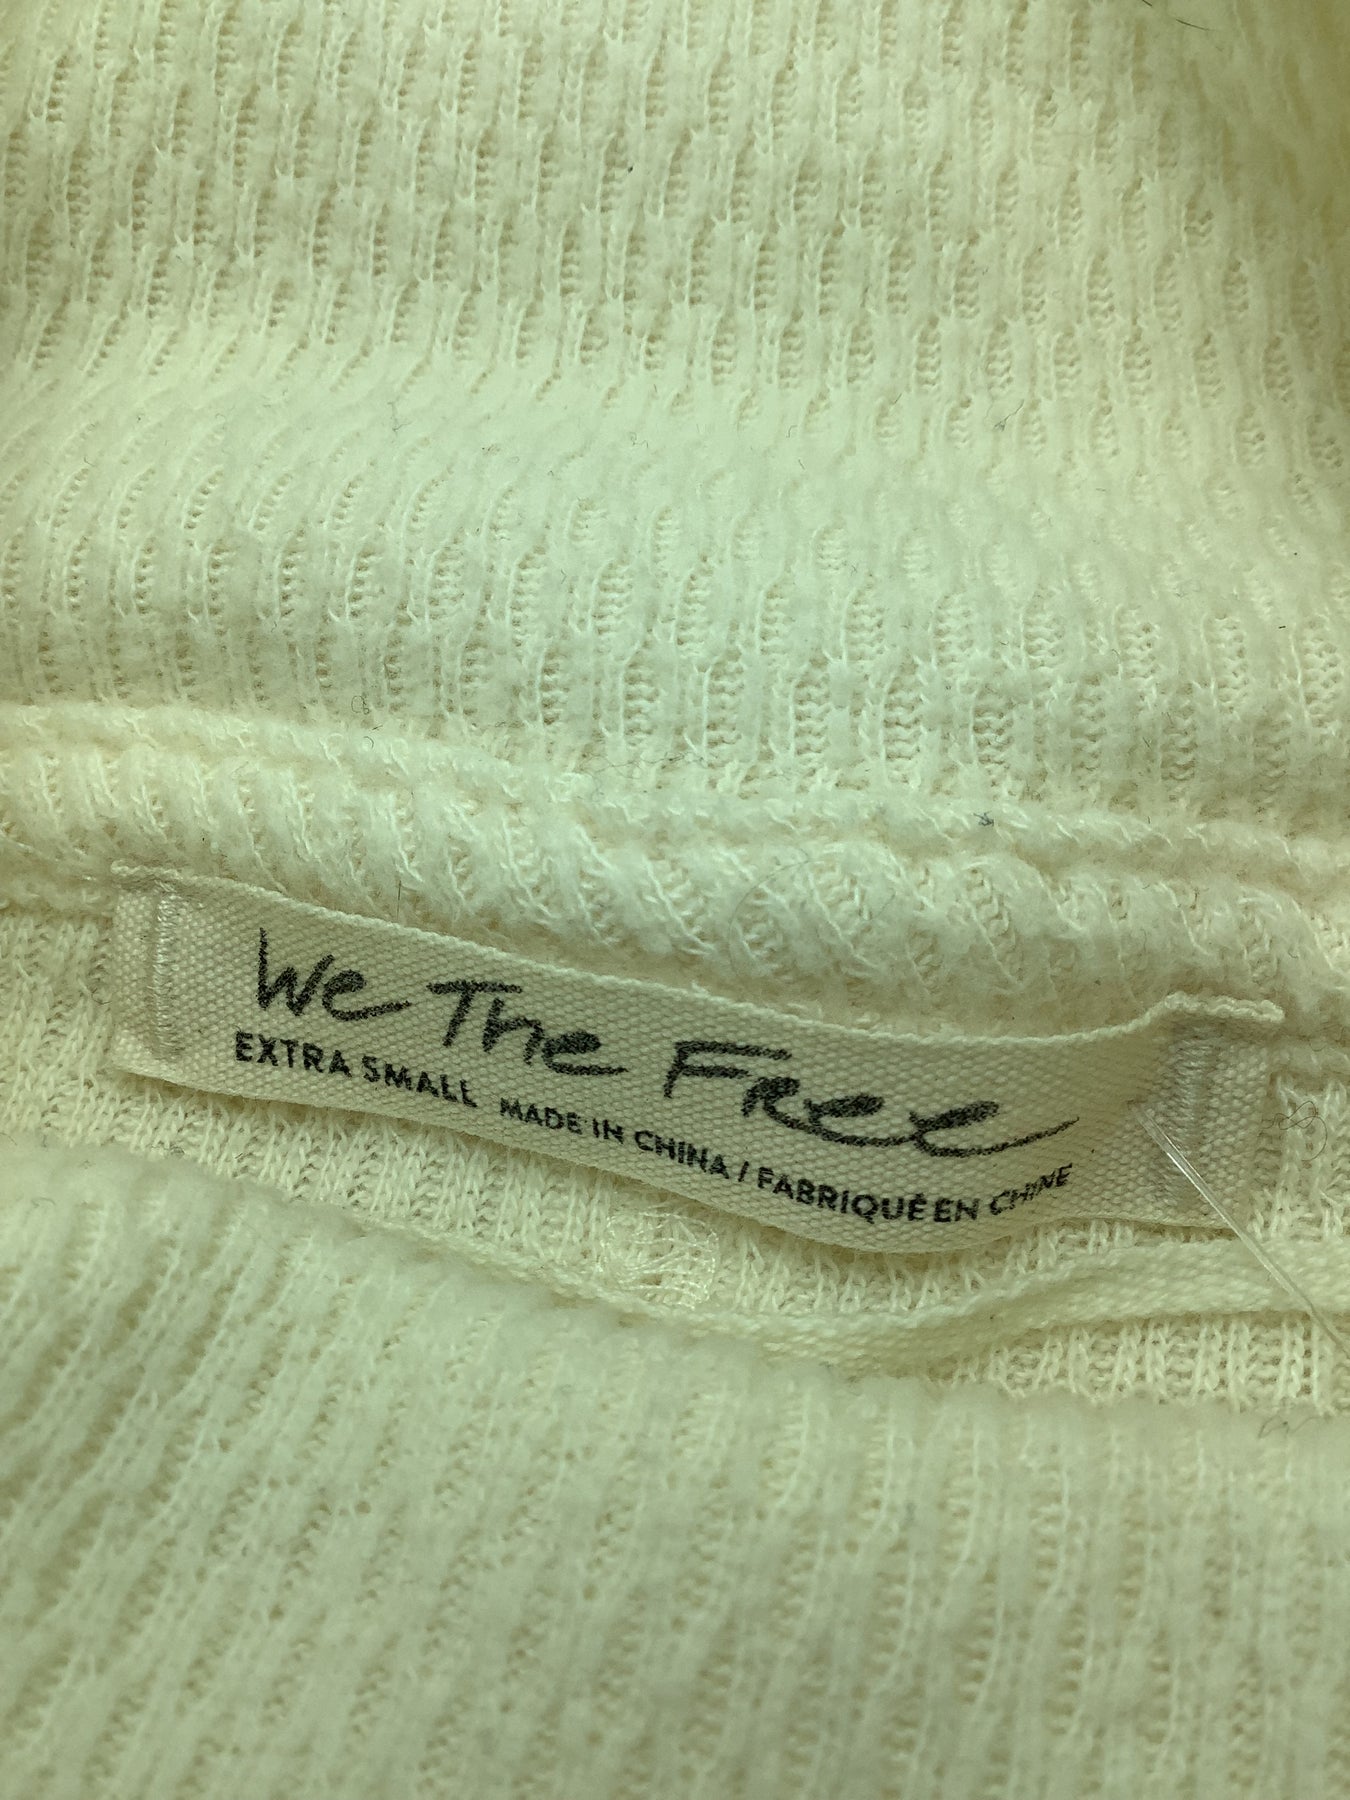 We The Free
EXTRA SMALL MADE IN CHINA / FABRIQUÉ EN CHINE